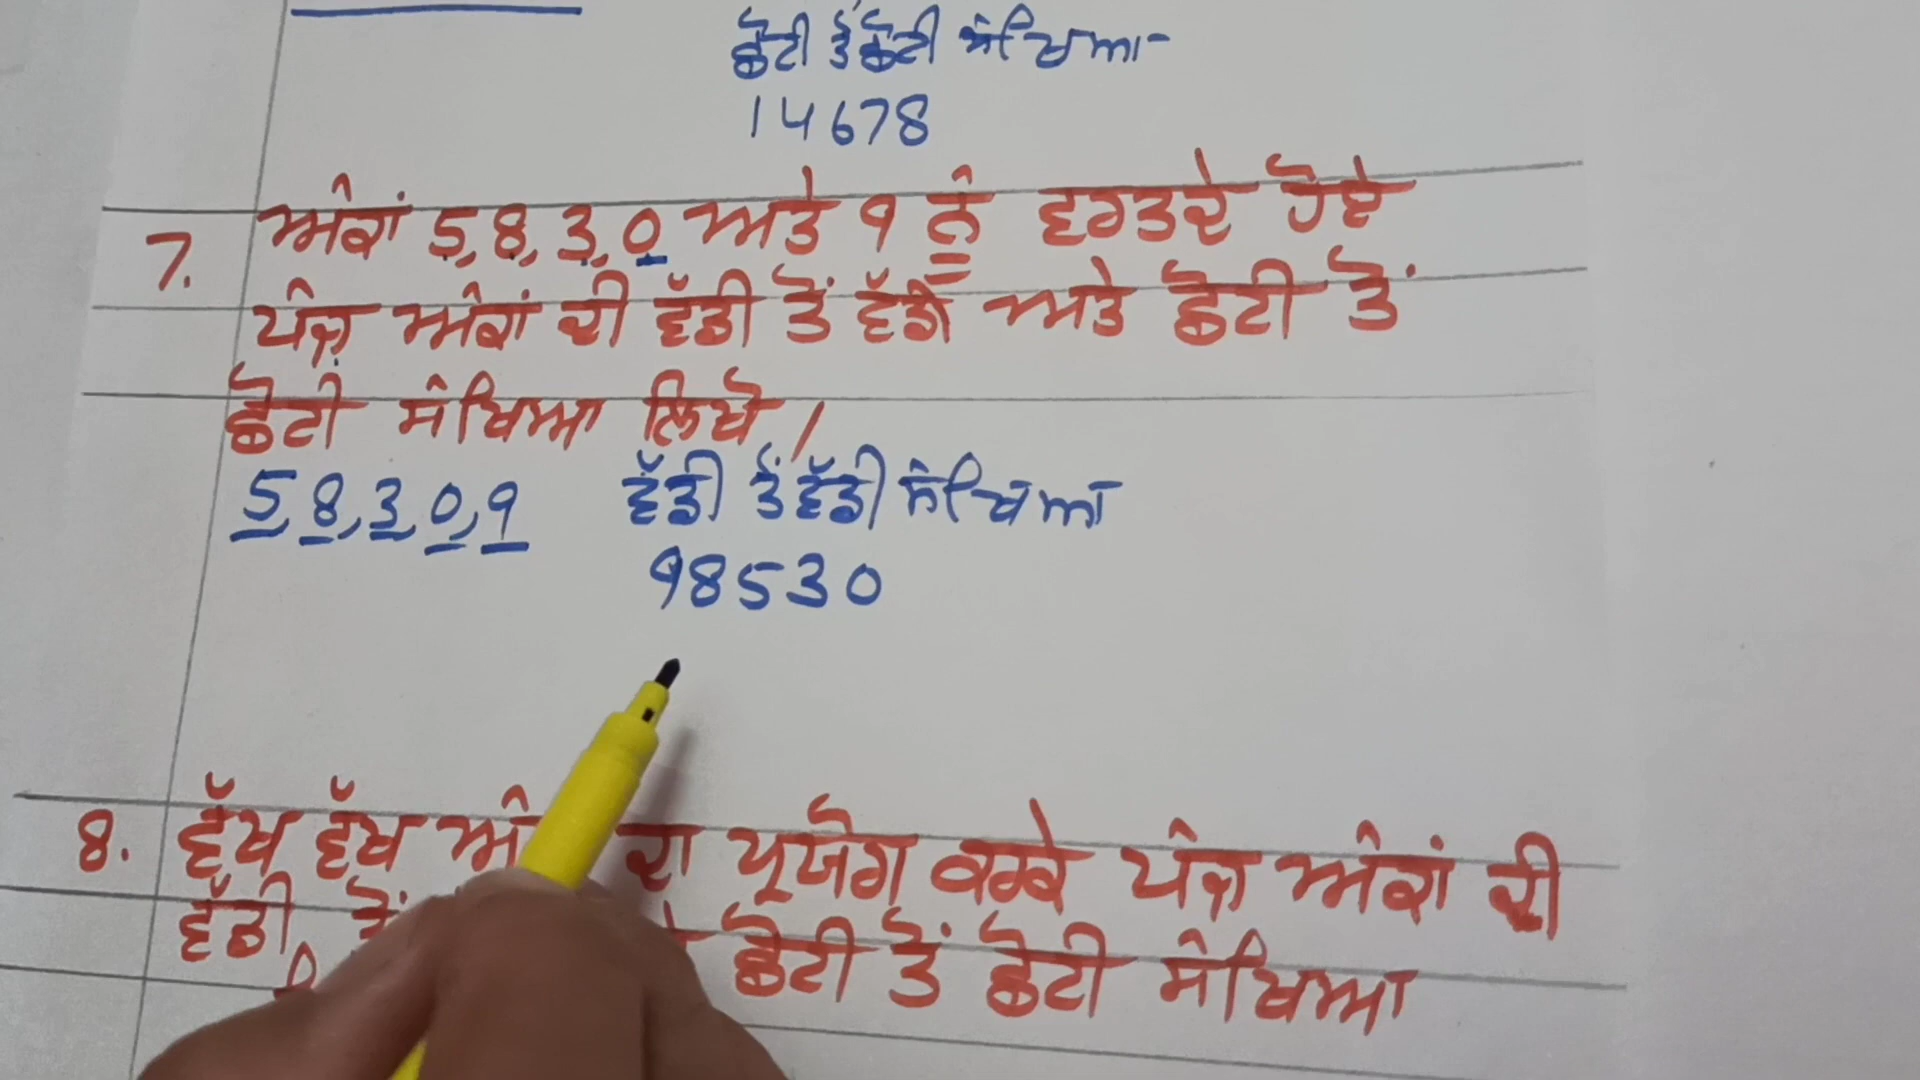 ਛੋਟੀ ਤੋਂ ਛੋਟੀ ਸੰਖਿਆ
14678
7. ਅੰਕਾਂ 5, 8, 3, 0 ਅਤੇ 9 ਨੂੰ ਵਰਤਦੇ ਹੋਏ
ਪੰਜ ਅੰਕਾਂ ਦੀ ਵੱਡੀ ਤੋਂ ਵੱਡੀ ਅਤੇ ਛੋਟੀ ਤੋਂ
ਛੋਟੀ ਸੰਖਿਆ ਲਿਖੋ।
5, 8, 3, 0, 9 ਵੱਡੀ ਤੋਂ ਵੱਡੀ ਸੰਖਿਆ
98530
8. ਵੱਖ ਵੱਖ ਦਾ ਪ੍ਰਯੋਗ ਕਰਕੇ ਪੰਜ ਅੰਕਾਂ ਦੀ
ਵੱਡੀ ਛੋਟੀ ਤੋਂ ਛੋਟੀ ਸੰਖਿਆ